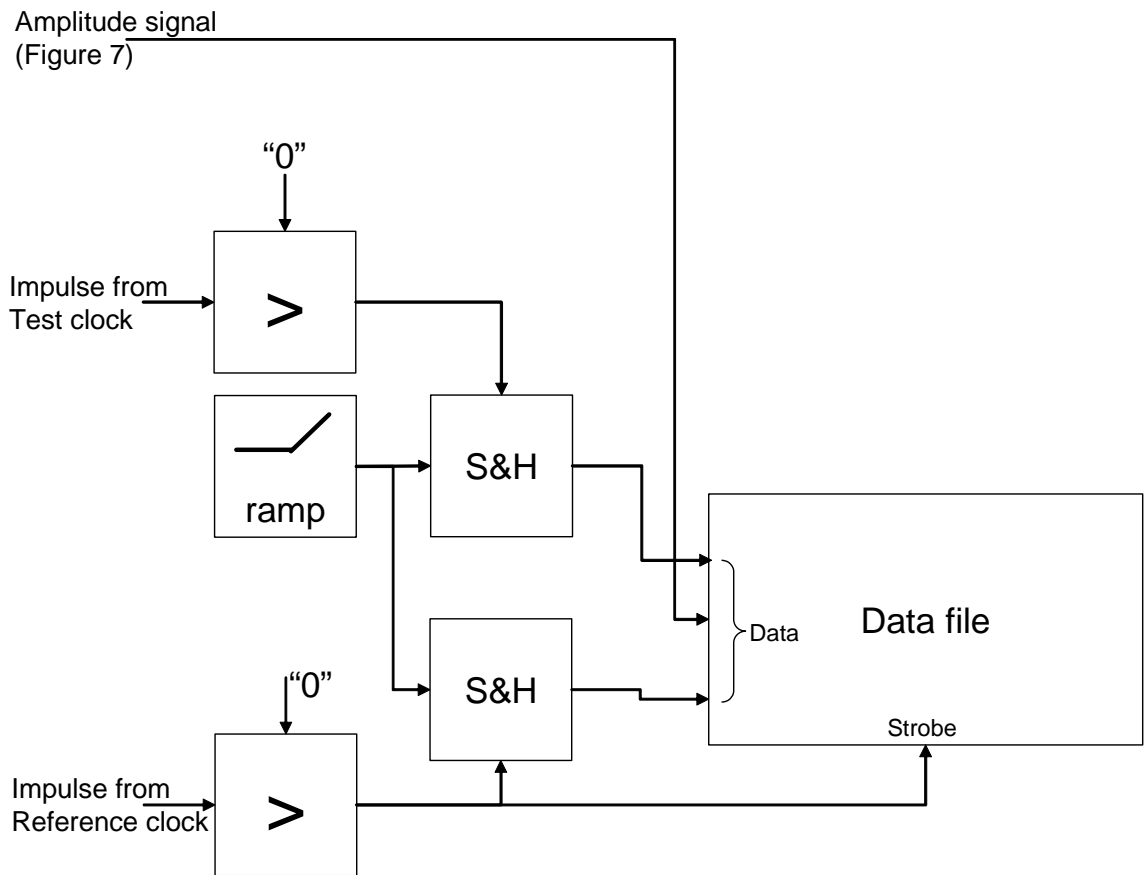 Amplitude signal
(Figure 7)
“0”
Impulse from
Test clock
>
ramp
S&H
Data file
Data
S&H
“0”
Strobe
Impulse from
Reference clock
>